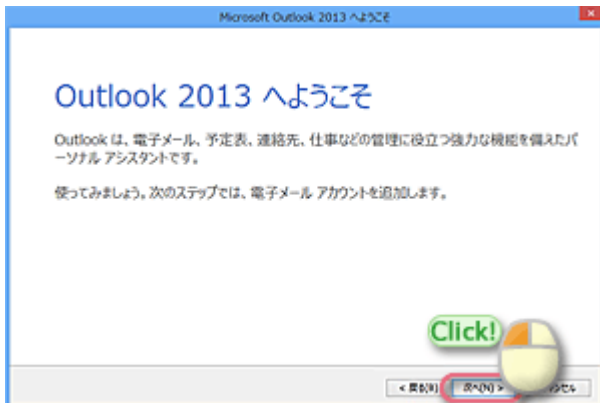 Microsoft Outlook 2013 へようこそ
Outlook 2013 へようこそ
Outlook は、電子メール、予定表、連絡先、仕事などの管理に役立つ強力な機能を備えたパ
ーソナル アシスタントです。
使ってみましょう。次のステップでは、電子メール アカウントを追加します。
Click!
< 戻る(B) 次へ(N) > ンセル